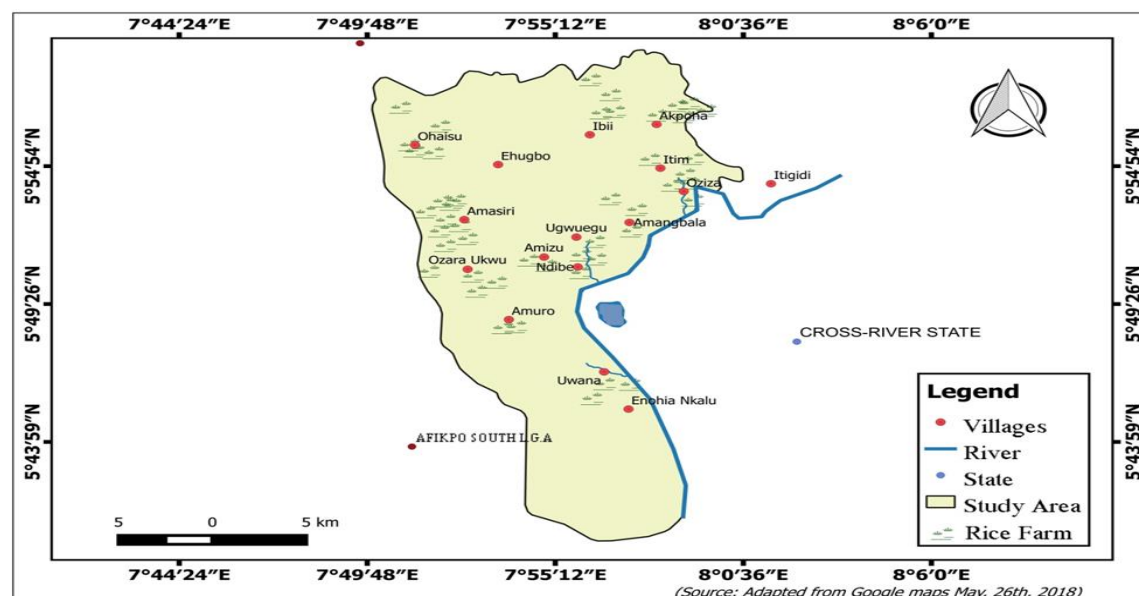 7°44′24″E 7°49′48″E 7°55′12″E 8°0′36″E 8°6′0″E
Akpoha
Ibii
Ohaisu
Ehugbo
Itim
5°54′54″N 5°54′54″N
Itigidi
Oziza
Amasiri
Amangbala
Ugwuegu
Amizu
Ozara Ukwu
Ndibe
5°49′26″N 5°49′26″N
Amuro
CROSS-RIVER STATE
Uwana
Enohia Nkalu
AFIKPO SOUTH L.G.A
5°43′59″N 5°43′59″N
Legend
Villages
River
State
Study Area
Rice Farm
5 0 5 km
7°44′24″E 7°49′48″E 7°55′12″E 8°0′36″E 8°6′0″E
(Source: Adapted from Google maps May, 26th, 2018)